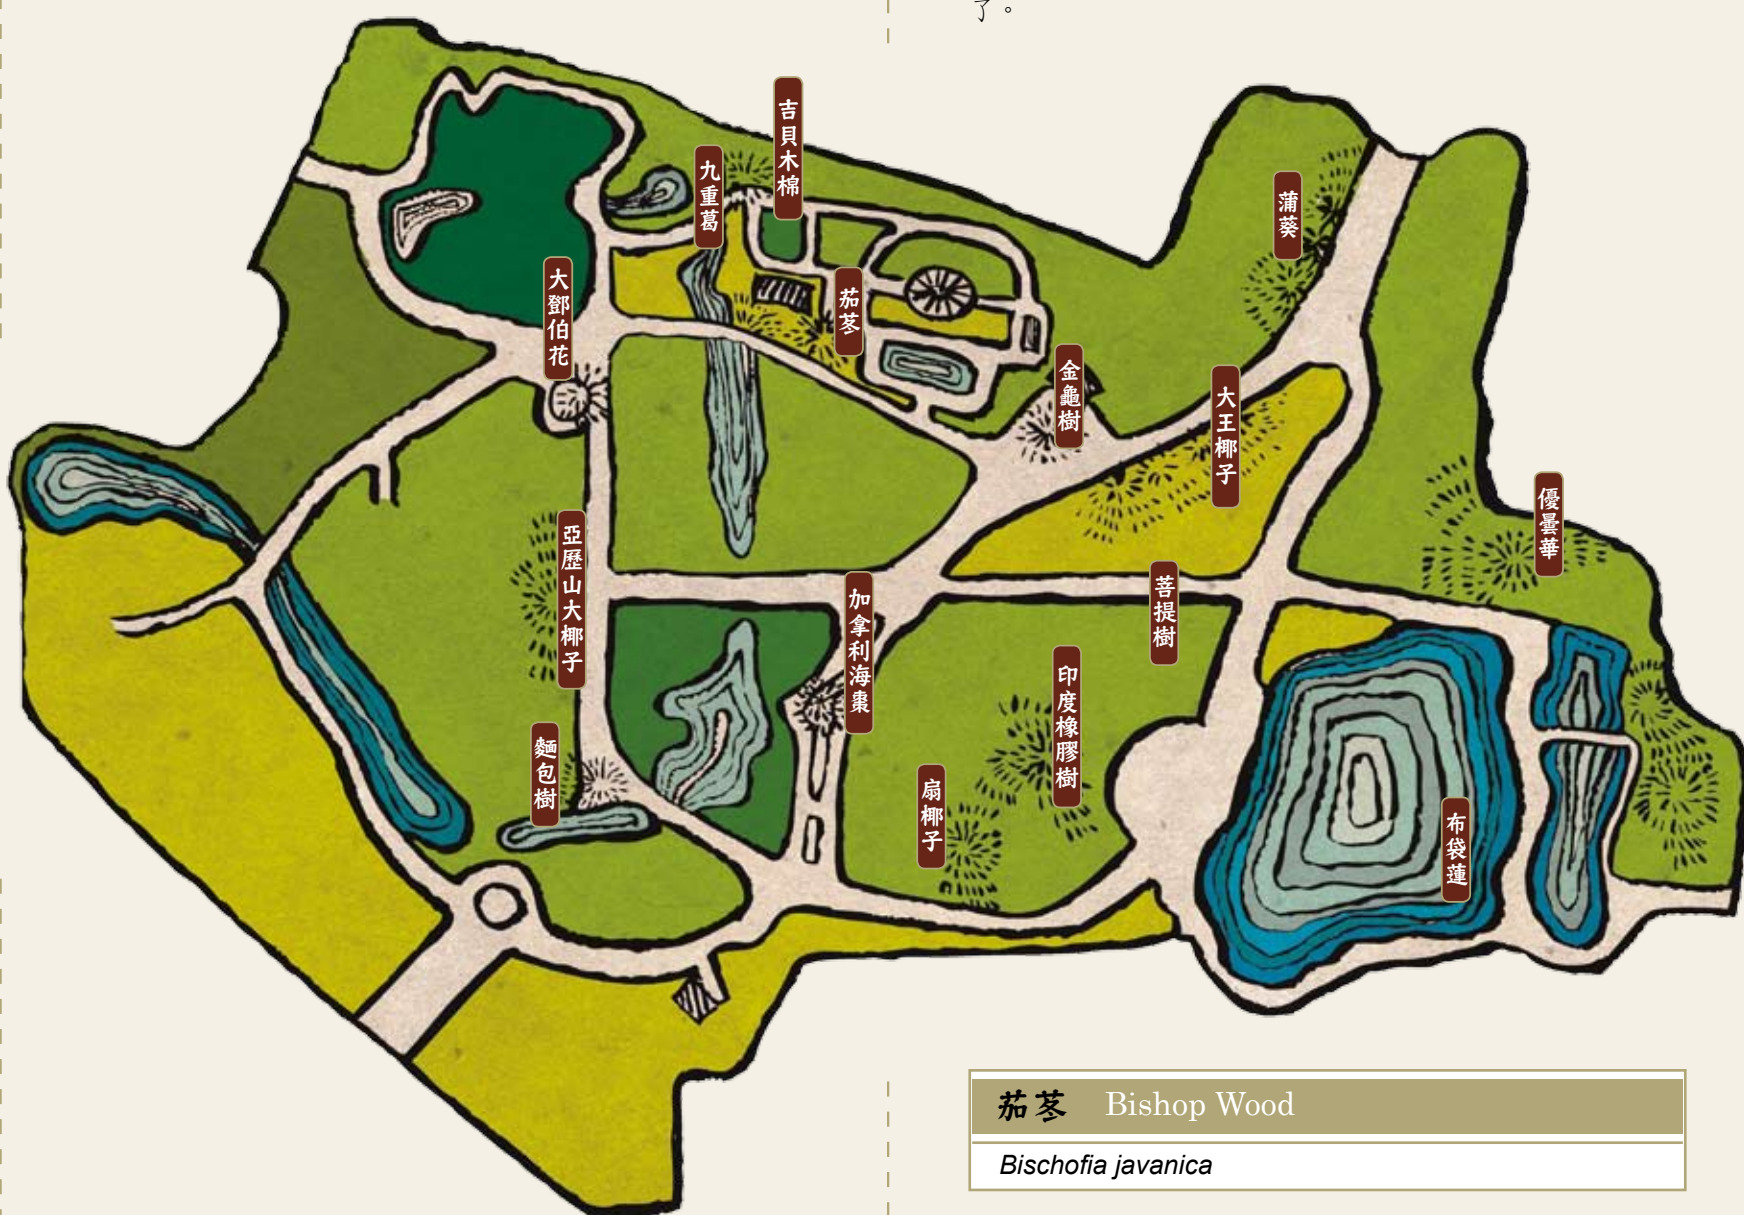 了。
吉貝木棉
九重葛
蒲葵
大鄧伯花
茄苳
金龜樹
大王椰子
優曇華
亞歷山大椰子
加拿利海棗
菩提樹
印度橡膠樹
麵包樹
扇椰子
布袋蓮
茄苳 Bishop Wood
Bischofia javanica